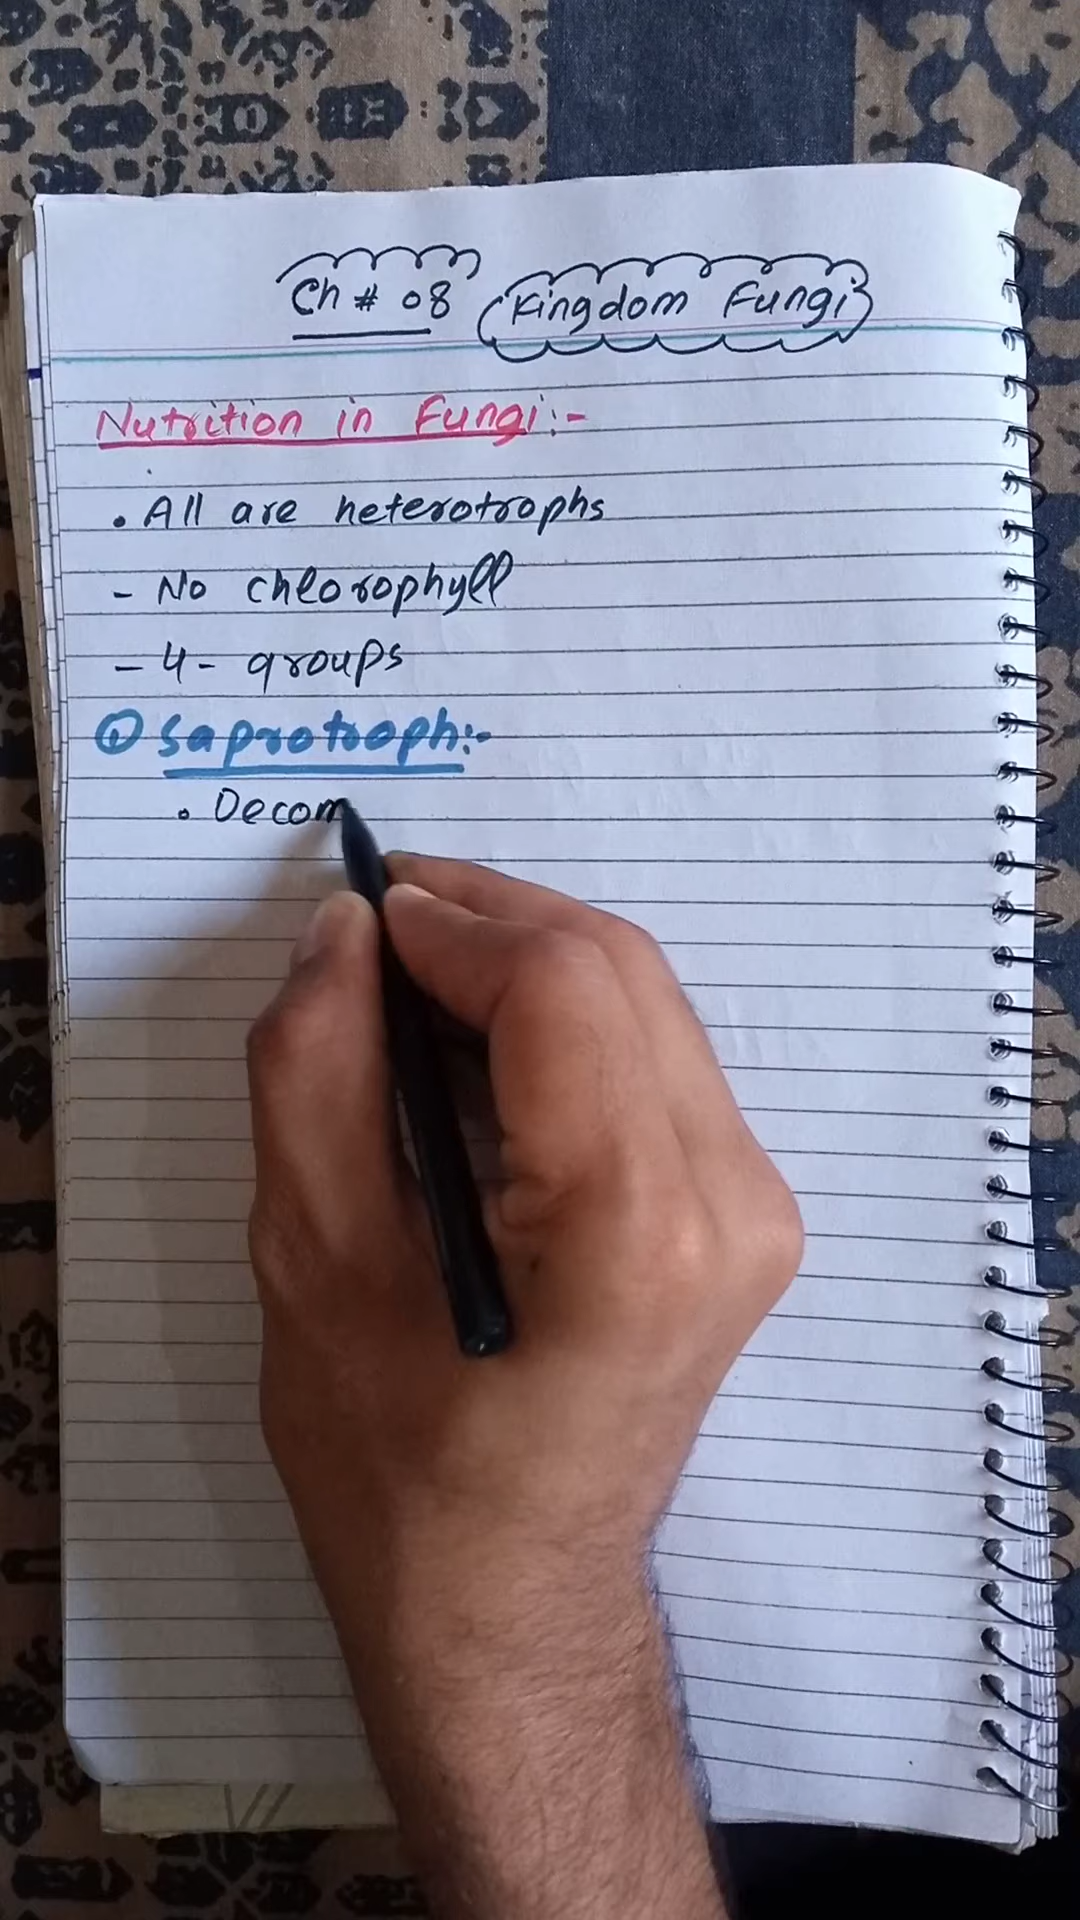 Ch # 08 Kingdom Fungi
Nutrition in Fungi:-
. All are heterotrophs
- No chlorophyll
- 4- groups
① Saprotroph:-
• Decom